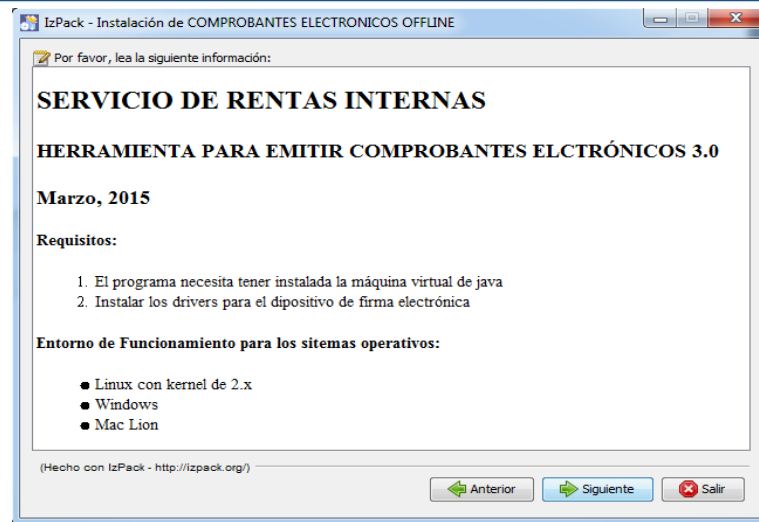 IzPack - Instalación de COMPROBANTES ELECTRONICOS OFFLINE
Por favor, lea la siguiente información:
SERVICIO DE RENTAS INTERNAS
HERRAMIENTA PARA EMITIR COMPROBANTES ELCTRÓNICOS 3.0
Marzo, 2015
Requisitos:
1. El programa necesita tener instalada la máquina virtual de java
2. Instalar los drivers para el dipositivo de firma electrónica
Entorno de Funcionamiento para los sitemas operativos:
Linux con kernel de 2.x
Windows
Mac Lion
(Hecho con IzPack - http://izpack.org/)
Anterior Siguiente Salir